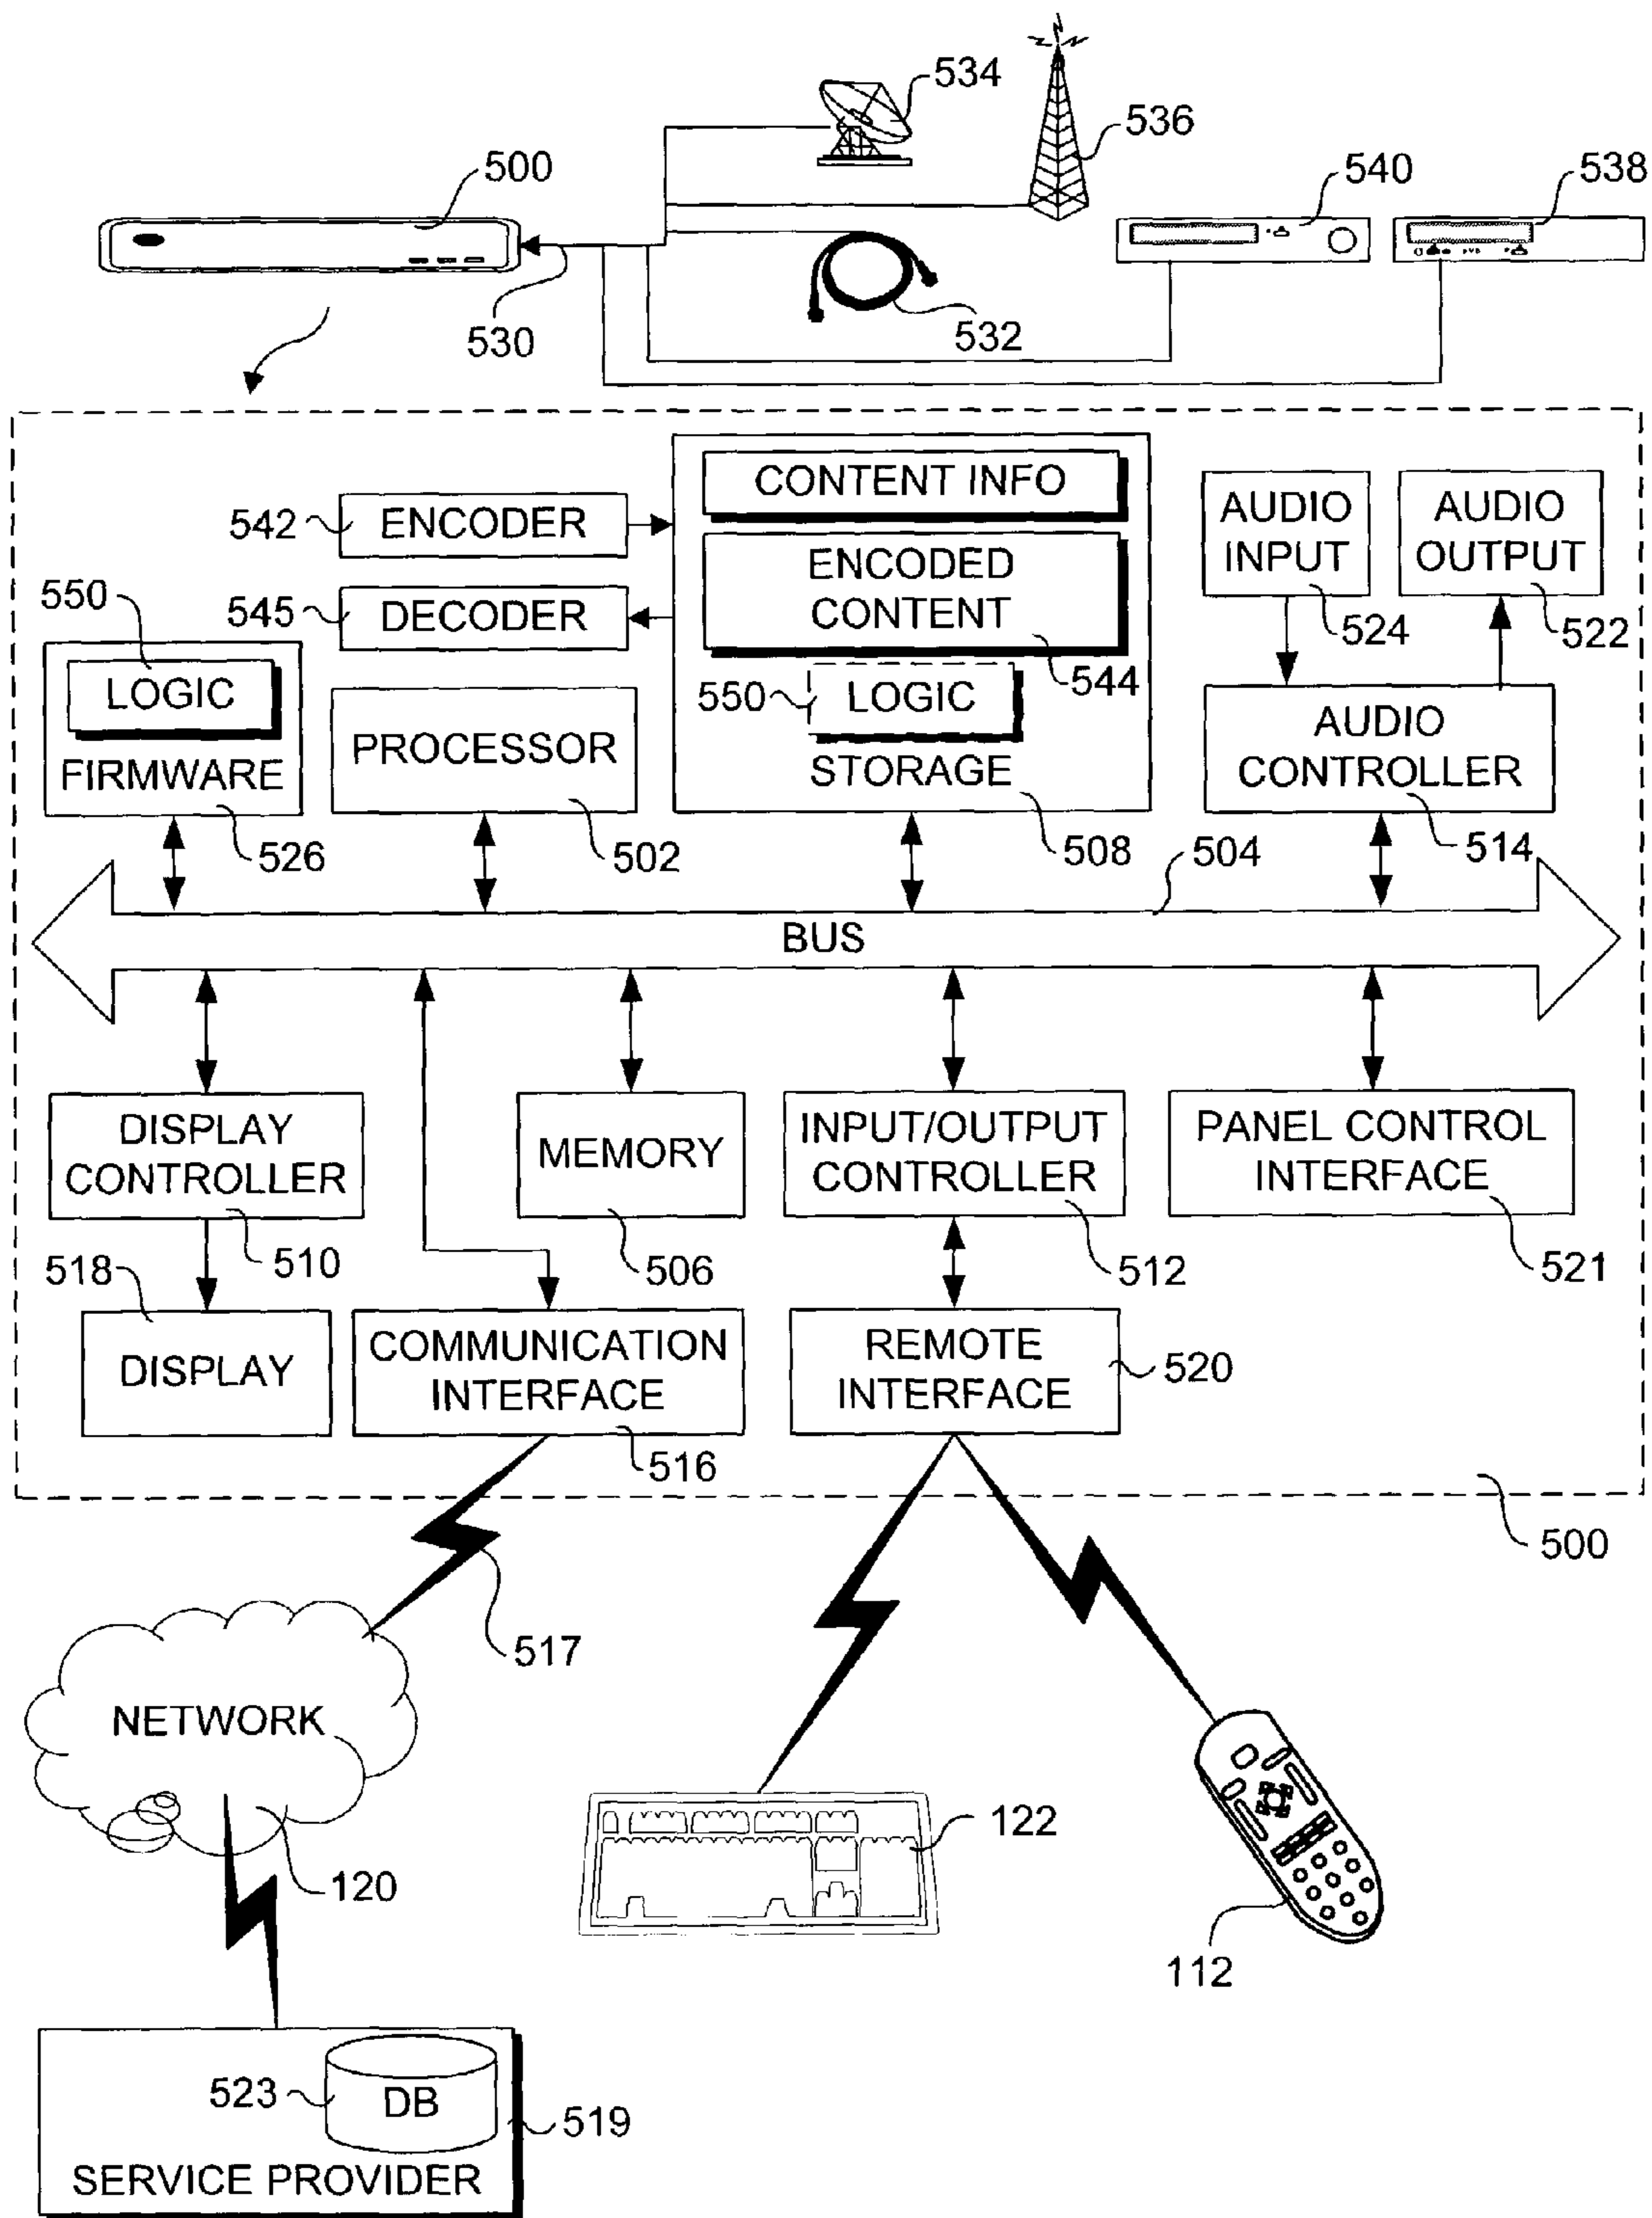 534
536
500
540
538
530
532
CONTENT INFO
542
ENCODER
ENCODED
CONTENT
AUDIO
INPUT
AUDIO
OUTPUT
550
545
DECODER
524
522
LOGIC
FIRMWARE
PROCESSOR
550
LOGIC
544
STORAGE
AUDIO
CONTROLLER
526
502
508
504
514
BUS
DISPLAY
CONTROLLER
MEMORY
INPUT/OUTPUT
CONTROLLER
PANEL CONTROL
INTERFACE
518
510
506
512
521
DISPLAY
COMMUNICATION
INTERFACE
REMOTE
INTERFACE
520
516
500
517
NETWORK
122
120
112
523
DB
519
SERVICE PROVIDER